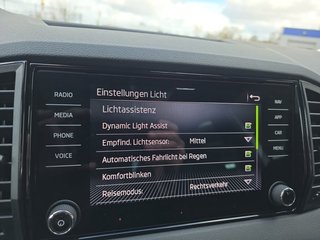 Einstellungen Licht
RADIO
MEDIA
PHONE
VOICE
Lichtassistenz
Dynamic Light Assist
Empfind. Lichtsensor: Mittel
Automatisches Fahrlicht bei Regen
Komfortblinken
Reisemodus: Rechtsverkehr
NAV
APP
CAR
MENU